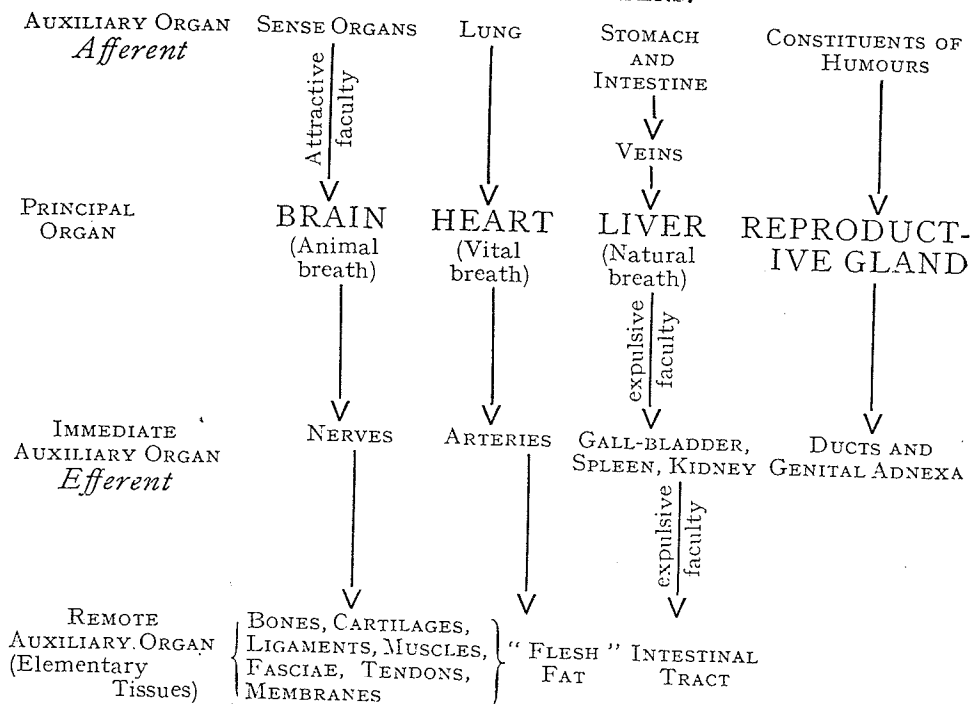 AUXILIARY ORGAN
Afferent
SENSE ORGANS
LUNG
STOMACH
AND
INTESTINE
CONSTITUENTS OF
HUMOURS
Attractive
faculty
VEINS
PRINCIPAL
ORGAN
BRAIN
(Animal
breath)
HEART
(Vital
breath)
LIVER
(Natural
breath)
REPRODUCT-
IVE GLAND
expulsive
faculty
IMMEDIATE
AUXILIARY ORGAN
Efferent
NERVES
ARTERIES
GALL-BLADDER,
SPLEEN, KIDNEY
DUCTS AND
GENITAL ADNEXA
expulsive
faculty
REMOTE
AUXILIARY ORGAN
(Elementary
Tissues)
BONES, CARTILAGES,
LIGAMENTS, MUSCLES,
FASCIAE, TENDONS,
MEMBRANES
"FLESH"
FAT
INTESTINAL
TRACT